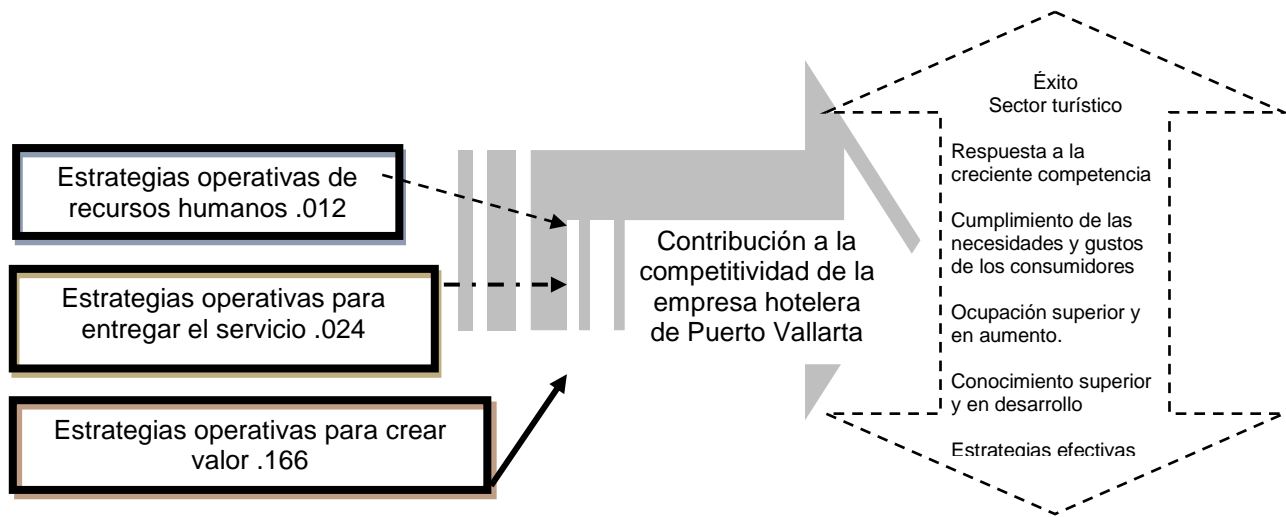 Estrategias operativas de
recursos humanos .012
Estrategias operativas para
entregar el servicio .024
Estrategias operativas para crear
valor .166
Contribución a la
competitividad de la
empresa hotelera
de Puerto Vallarta
Éxito
Sector turístico
Respuesta a la
creciente competencia
Cumplimiento de las
necesidades y gustos
de los consumidores
Ocupación superior y
en aumento.
Conocimiento superior
y en desarrollo
Estrategias efectivas